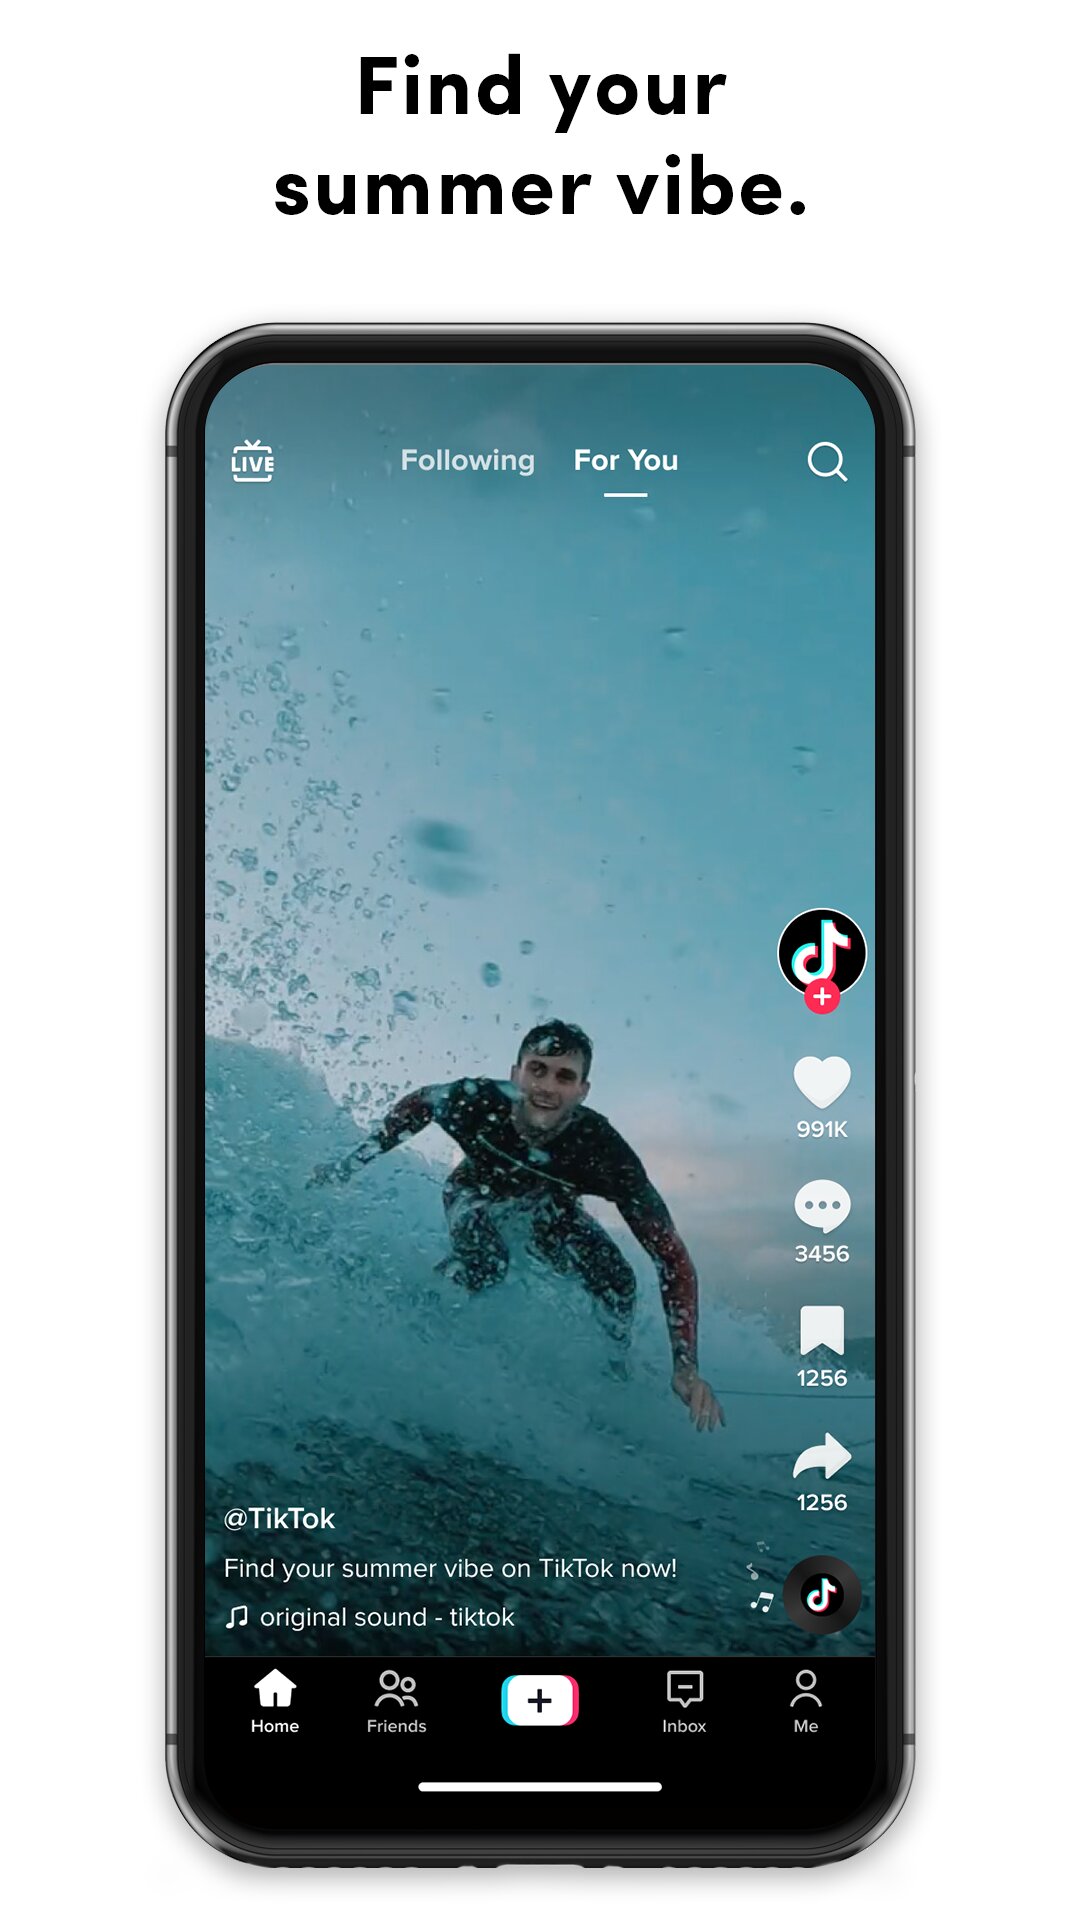 Find your
summer vibe.
LIVE
Following
For You
991K
3456
1256
1256
@TikTok
Find your summer vibe on TikTok now!
original sound - tiktok
Home
Friends
Inbox
Me